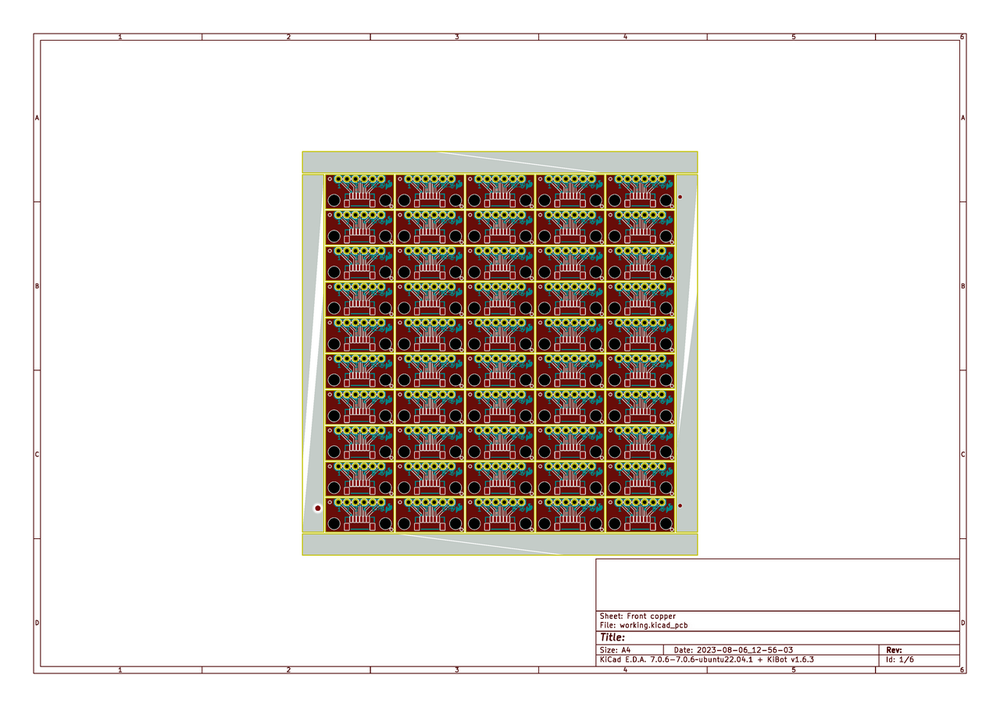 1 2 3 4 5 6
A A
B B
C C
D D
Sheet: Front copper
File: working.kicad_pcb
Title:
Size: A4 Date: 2023-08-06_12-56-03 Rev:
KiCad E.D.A. 7.0.6-7.0.6-ubuntu22.04.1 + KiBot v1.6.3 Id: 1/6
1 2 3 4 5 6